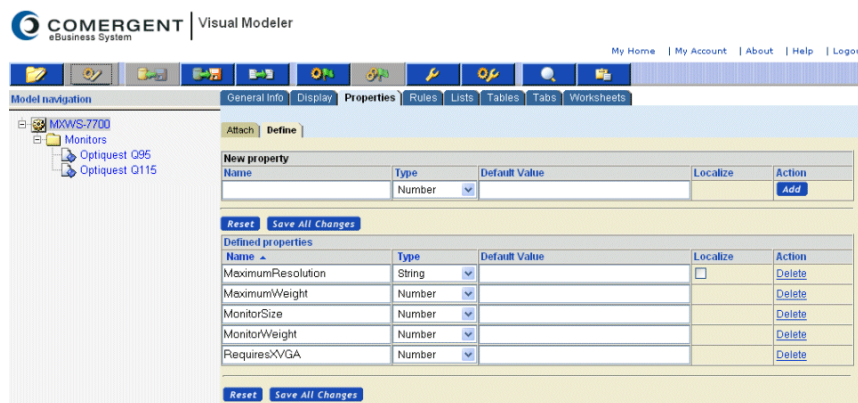 COMERGENT Visual Modeler
eBusiness System
My Home | My Account | About | Help | Logou
Model navigation
General Info Display Properties Rules Lists Tables Tabs Worksheets
MXWS-7700
Monitors
Optiquest Q95
Optiquest Q115
Attach Define
New property
Name Type Default Value Localize Action
Number Add
Reset Save All Changes
Defined properties
Name Type Default Value Localize Action
MaximumResolution String Delete
MaximumWeight Number Delete
MonitorSize Number Delete
MonitorWeight Number Delete
RequiresXVGA Number Delete
Reset Save All Changes